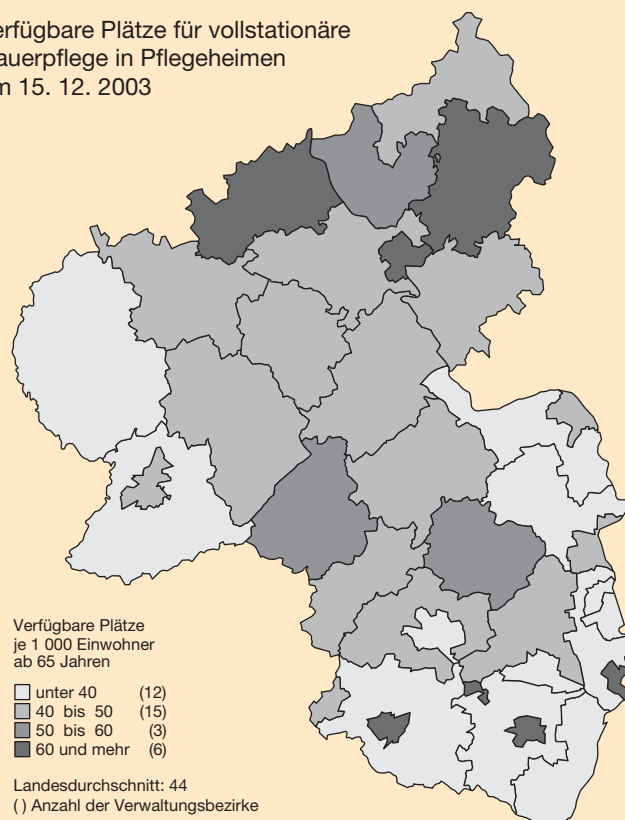 erfügbare Plätze für vollstationäre
auerpflege in Pflegeheimen
m 15. 12. 2003
Verfügbare Plätze
je 1 000 Einwohner
ab 65 Jahren
unter 40 (12)
40 bis 50 (15)
50 bis 60 (3)
60 und mehr (6)
Landesdurchschnitt: 44
( ) Anzahl der Verwaltungsbezirke